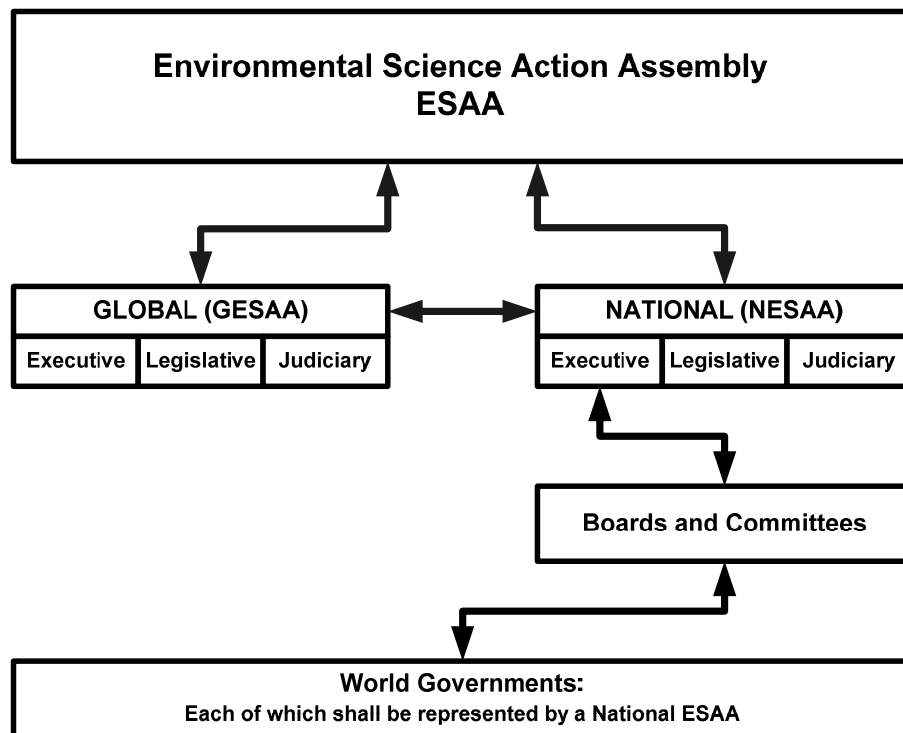 Environmental Science Action Assembly
ESAA
GLOBAL (GESAA)
Executive Legislative Judiciary
NATIONAL (NESAA)
Executive Legislative Judiciary
Boards and Committees
World Governments:
Each of which shall be represented by a National ESAA